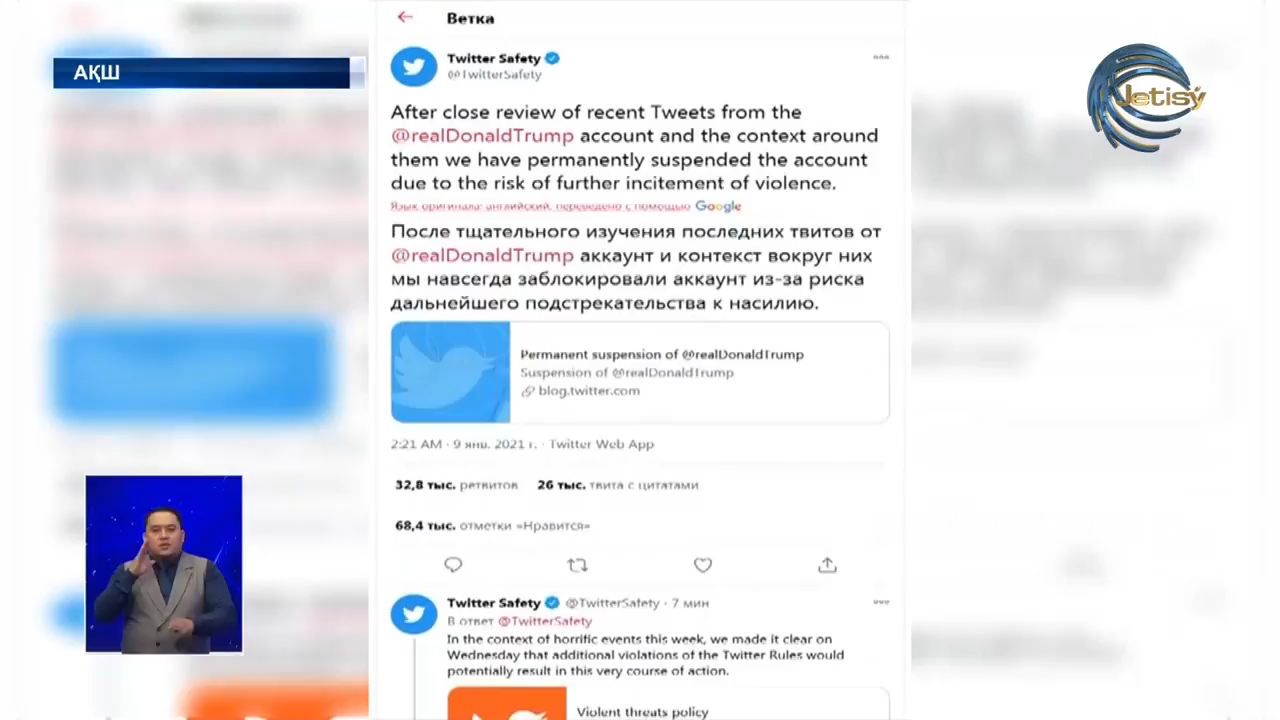 Ветка
Twitter Safety
@TwitterSafety
АҚШ
Jetisý
After close review of recent Tweets from the
@realDonaldTrump account and the context around
them we have permanently suspended the account
due to the risk of further incitement of violence.
Язык оригинала: английский, переведено с помощью Google
После тщательного изучения последних твитов от
@realDonaldTrump аккаунт и контекст вокруг них
мы навсегда заблокировали аккаунт из-за риска
дальнейшего подстрекательства к насилию.
Permanent suspension of @realDonaldTrump
Suspension of @realDonaldTrump
blog.twitter.com
2:21 AM · 9 янв. 2021 г. · Twitter Web App
32,8 тыс. ретвитов 26 тыс. твита с цитатами
68,4 тыс. отметки «Нравится»
Twitter Safety @TwitterSafety · 7 мин
В ответ @TwitterSafety
In the context of horrific events this week, we made it clear on
Wednesday that additional violations of the Twitter Rules would
potentially result in this very course of action.
Violent threats policy